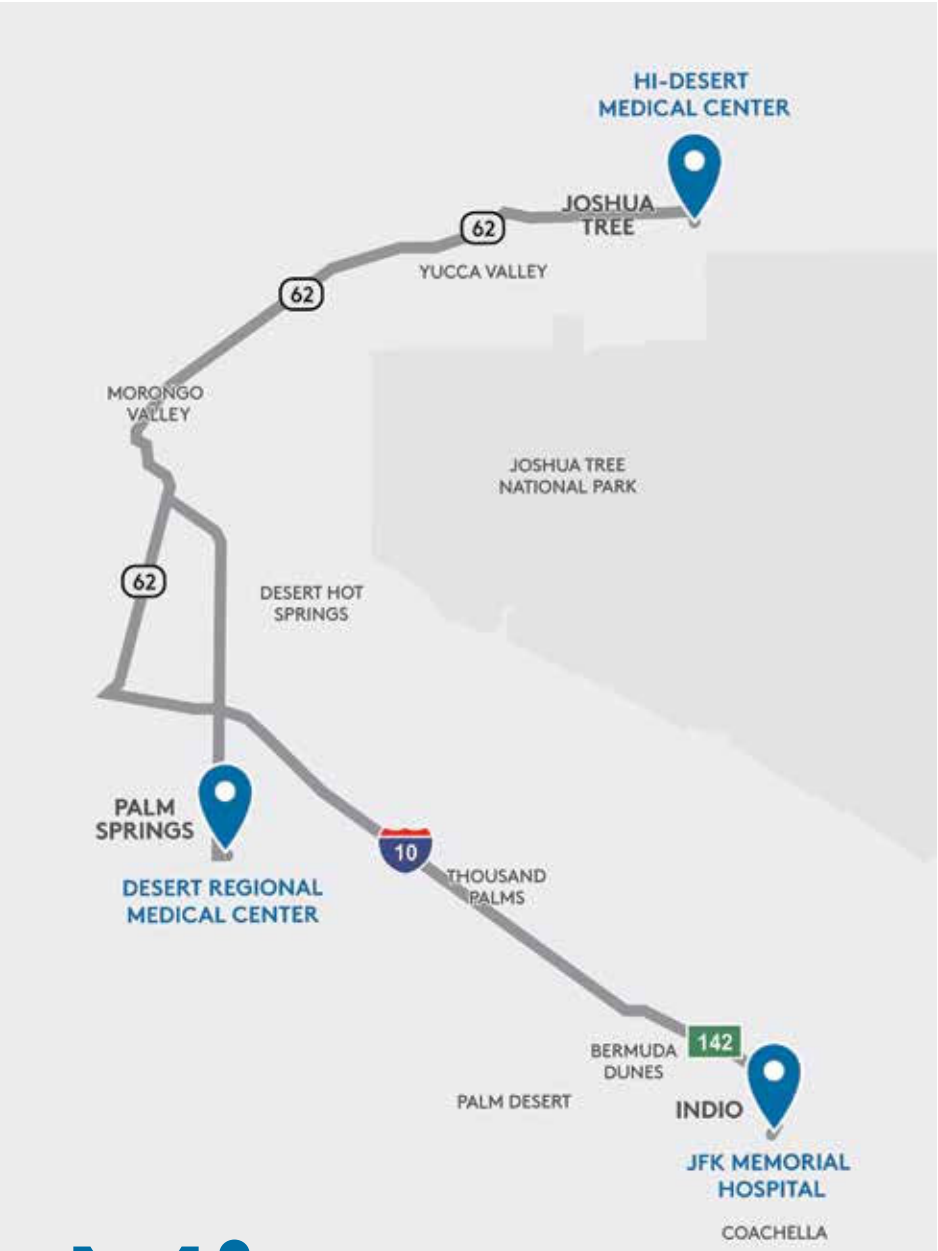 HI-DESERT
MEDICAL CENTER
JOSHUA
TREE
62
YUCCA VALLEY
62
MORONGO
VALLEY
JOSHUA TREE
NATIONAL PARK
62
DESERT HOT
SPRINGS
PALM
SPRINGS
10
THOUSAND
PALMS
DESERT REGIONAL
MEDICAL CENTER
142
BERMUDA
DUNES
PALM DESERT
INDIO
JFK MEMORIAL
HOSPITAL
COACHELLA